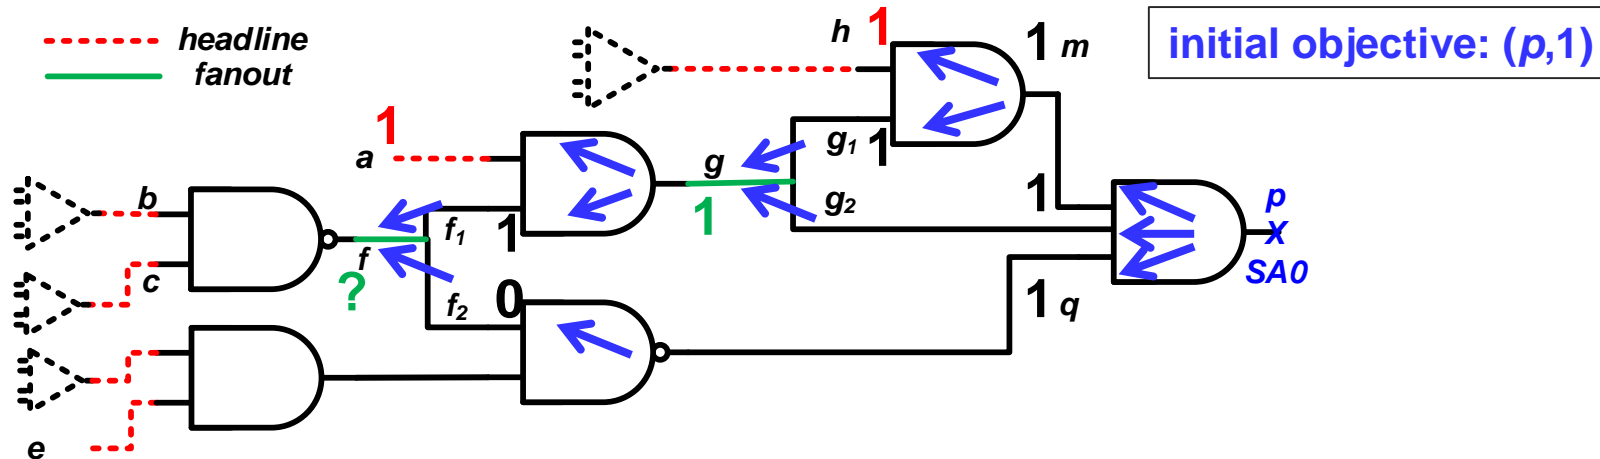 headline
fanout
initial objective: (p,1)
h 1
1 m
1
a
g1 1
g
g2
1
1
p
X
SA0
b
f1 1
f
?
c
f2 0
1 q
e